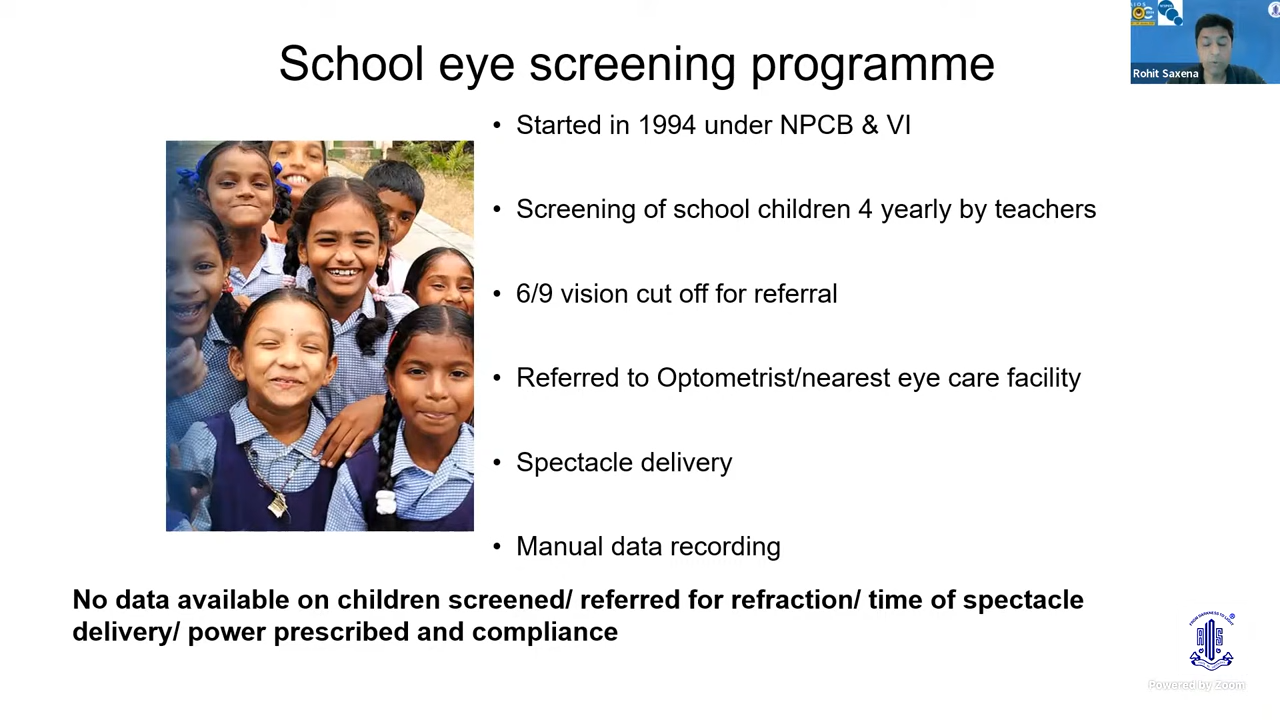 School eye screening programme
Rohit Saxena
• Started in 1994 under NPCB & VI
• Screening of school children 4 yearly by teachers
• 6/9 vision cut off for referral
• Referred to Optometrist/nearest eye care facility
• Spectacle delivery
• Manual data recording
No data available on children screened/ referred for refraction/ time of spectacle
delivery/ power prescribed and compliance
Powered by Zoom